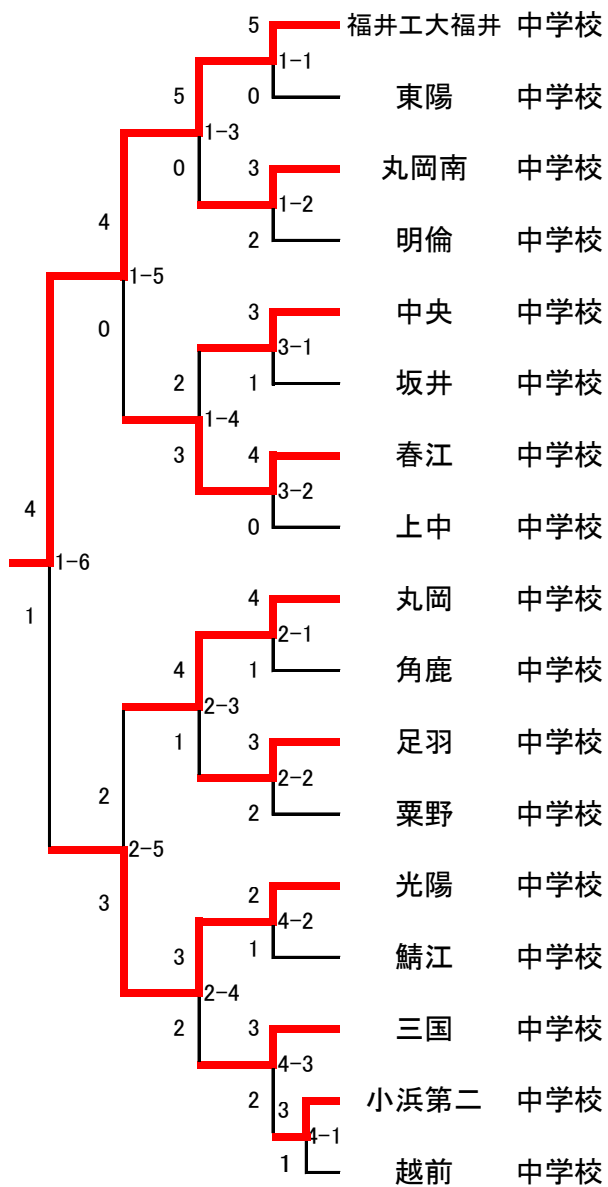 5 福井工大福井 中学校
1-1
5 0 東陽 中学校
1-3
0 3 丸岡南 中学校
1-2
4 2 明倫 中学校
1-5
0 3 中央 中学校
3-1
2 1 坂井 中学校
1-4
3 4 春江 中学校
3-2
4 0 上中 中学校
1-6
1 4 丸岡 中学校
2-1
4 1 角鹿 中学校
2-3
1 3 足羽 中学校
2-2
2 2 粟野 中学校
2-5
3 2 光陽 中学校
4-2
3 1 鯖江 中学校
2-4
2 3 三国 中学校
4-3
2 3 小浜第二 中学校
4-1
1 越前 中学校